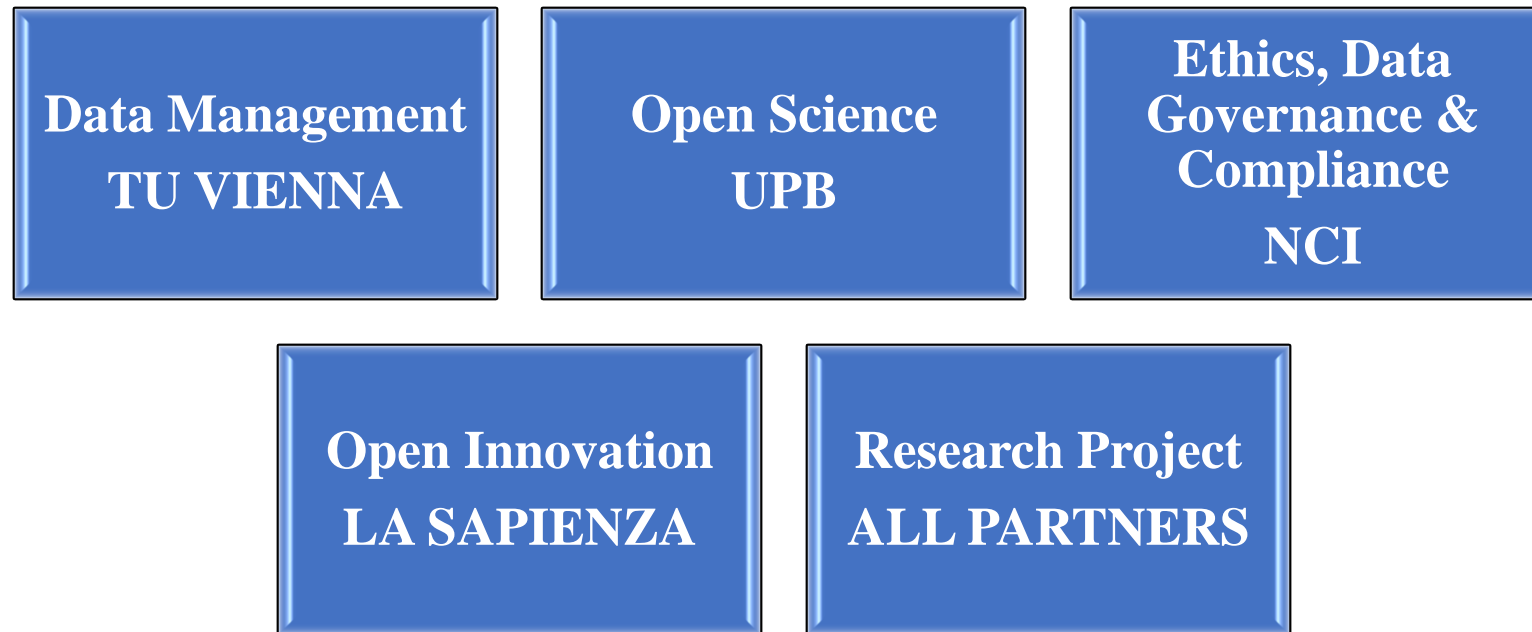 Data Management
TU VIENNA
Open Science
UPB
Ethics, Data
Governance &
Compliance
NCI
Open Innovation
LA SAPIENZA
Research Project
ALL PARTNERS